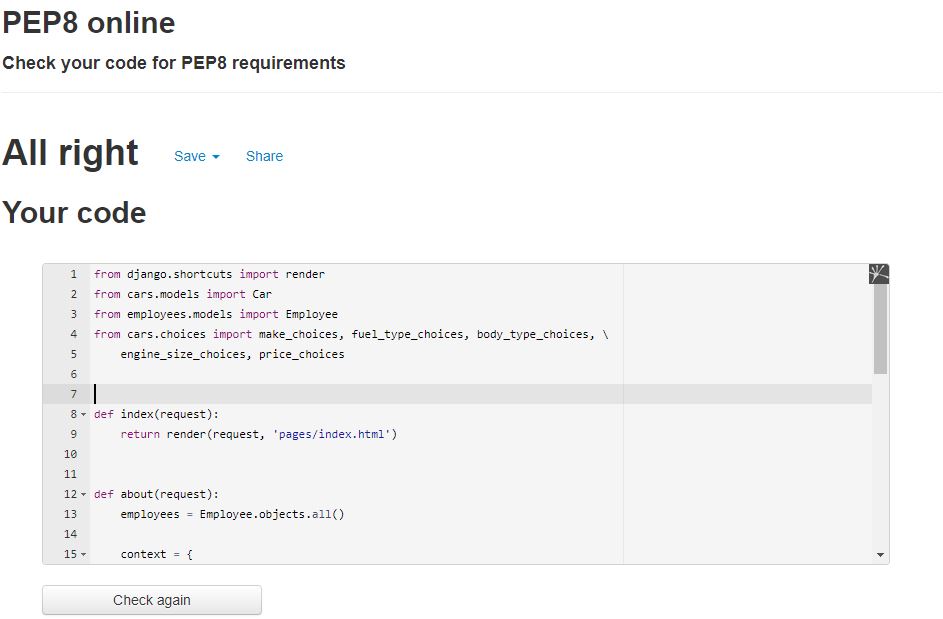 PEP8 online
Check your code for PEP8 requirements
All right Save Share
Your code
1 from django.shortcuts import render
2 from cars.models import Car
3 from employees.models import Employee
4 from cars.choices import make_choices, fuel_type_choices, body_type_choices, \
5     engine_size_choices, price_choices
6
7
8 def index(request):
9     return render(request, 'pages/index.html')
10
11
12 def about(request):
13     employees = Employee.objects.all()
14
15     context = {
Check again